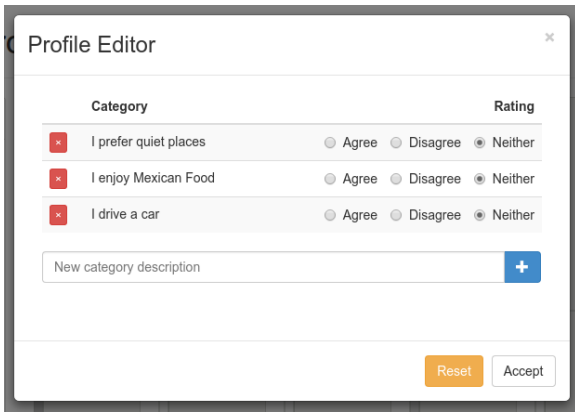 Profile Editor
×
Category Rating
× I prefer quiet places Agree Disagree Neither
× I enjoy Mexican Food Agree Disagree Neither
× I drive a car Agree Disagree Neither
New category description +
Reset Accept